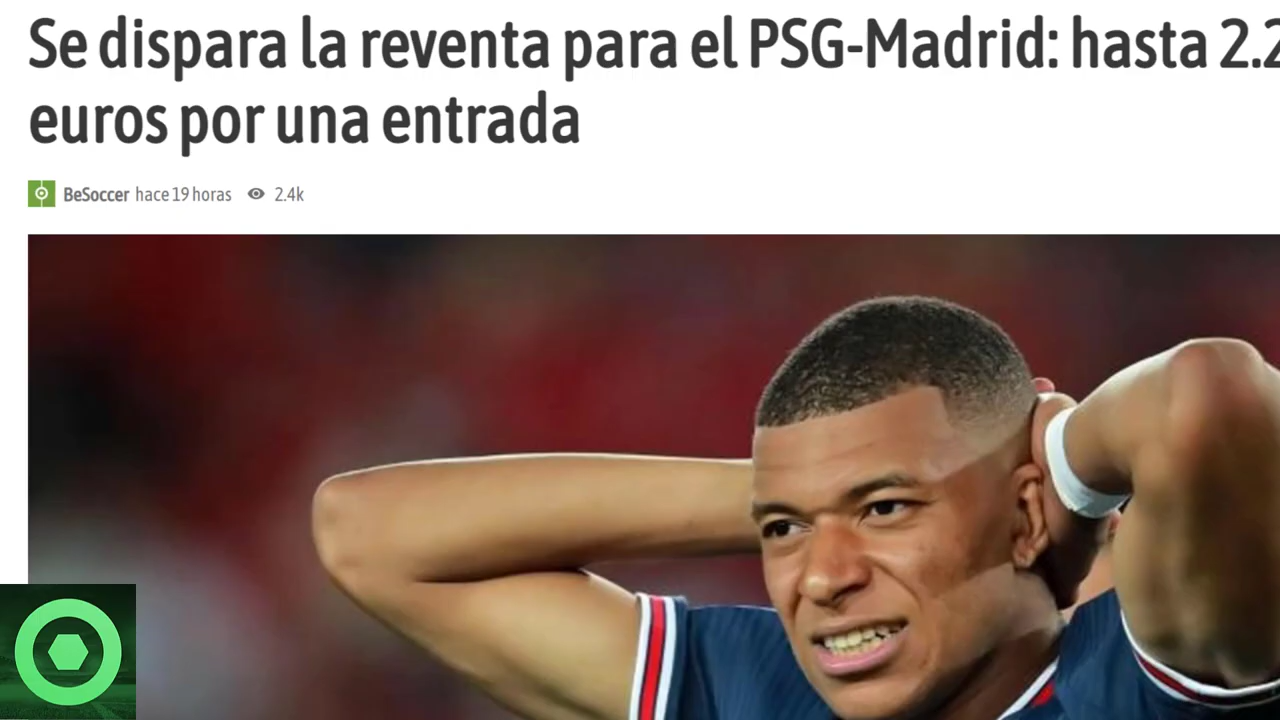 Se dispara la reventa para el PSG-Madrid: hasta 2.2
euros por una entrada
BeSoccer hace 19 horas 2.4k